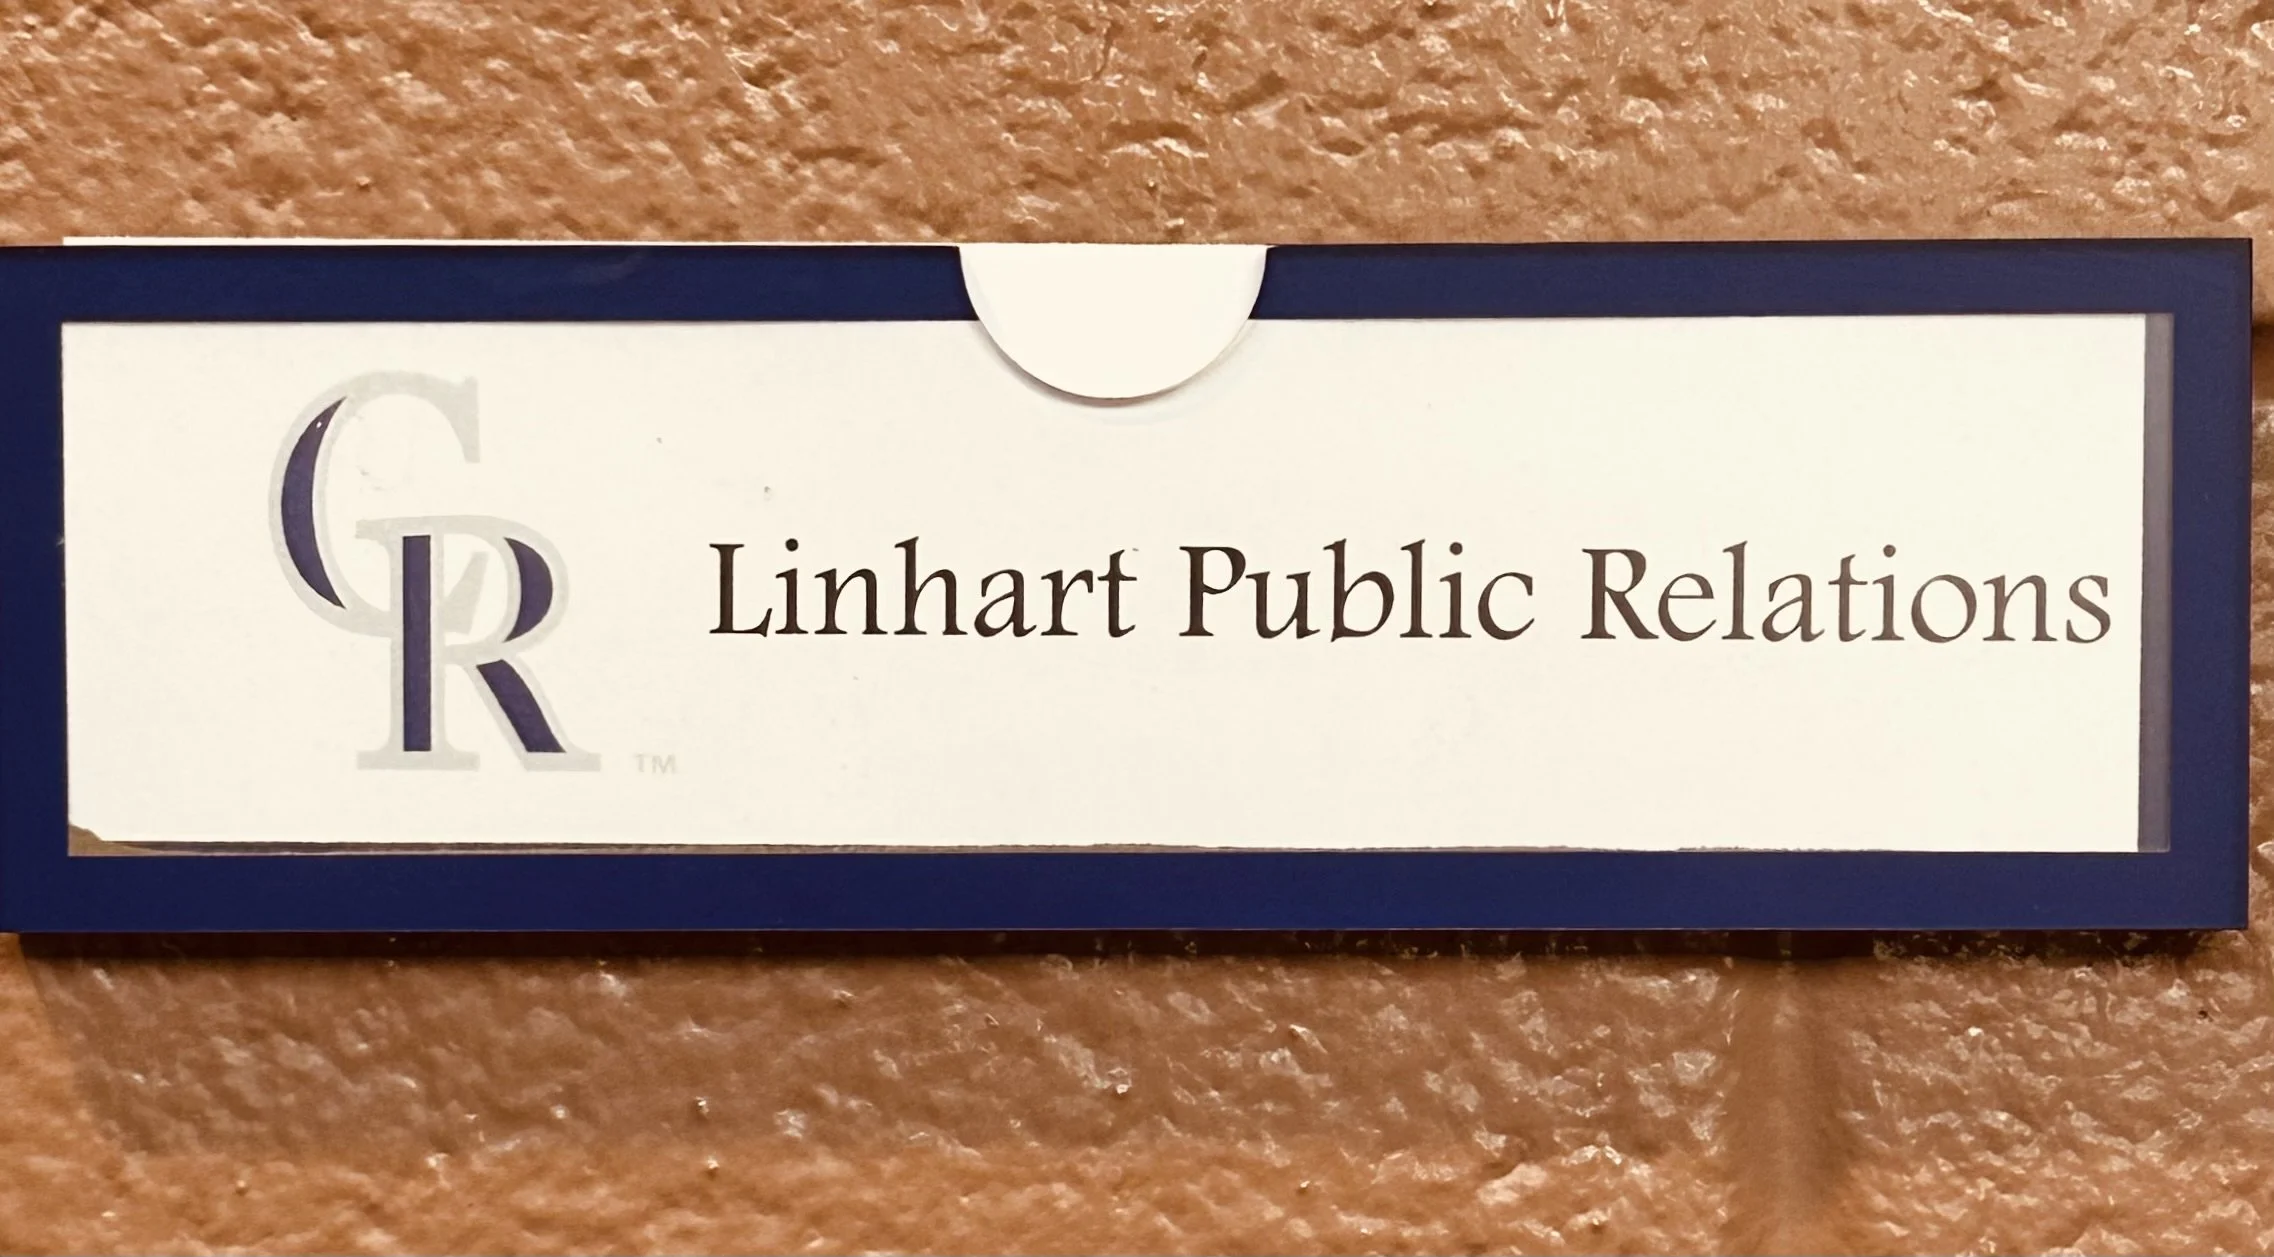 CR ™
Linhart Public Relations